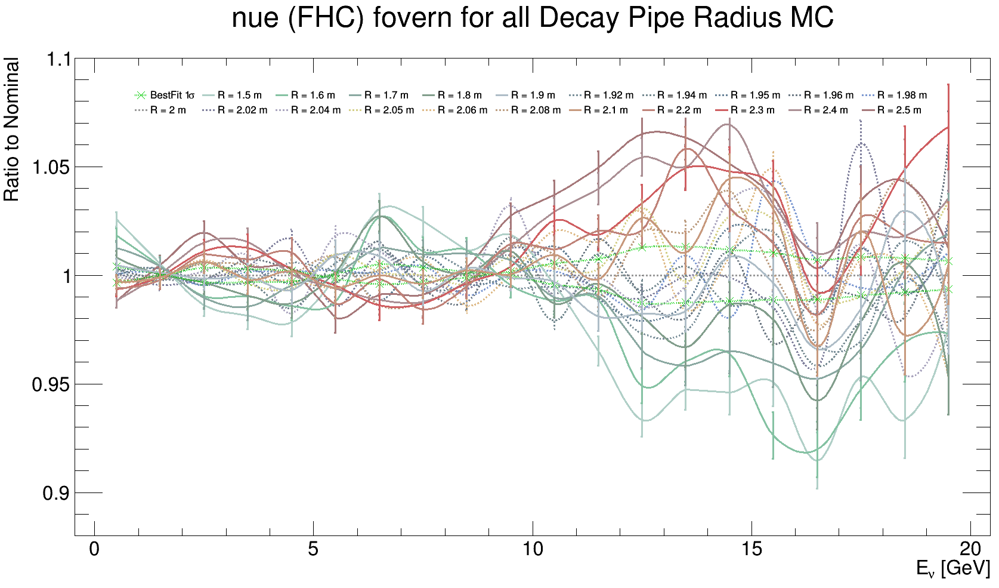 nue (FHC) fovern for all Decay Pipe Radius MC
Ratio to Nominal
1.1
1.05
1
0.95
0.9
BestFit 1σ R = 1.5 m R = 1.6 m R = 1.7 m R = 1.8 m R = 1.9 m R = 1.92 m R = 1.94 m R = 1.95 m R = 1.96 m R = 1.98 m
R = 2 m R = 2.02 m R = 2.04 m R = 2.05 m R = 2.06 m R = 2.08 m R = 2.1 m R = 2.2 m R = 2.3 m R = 2.4 m R = 2.5 m
0 5 10 15 20
Eν [GeV]